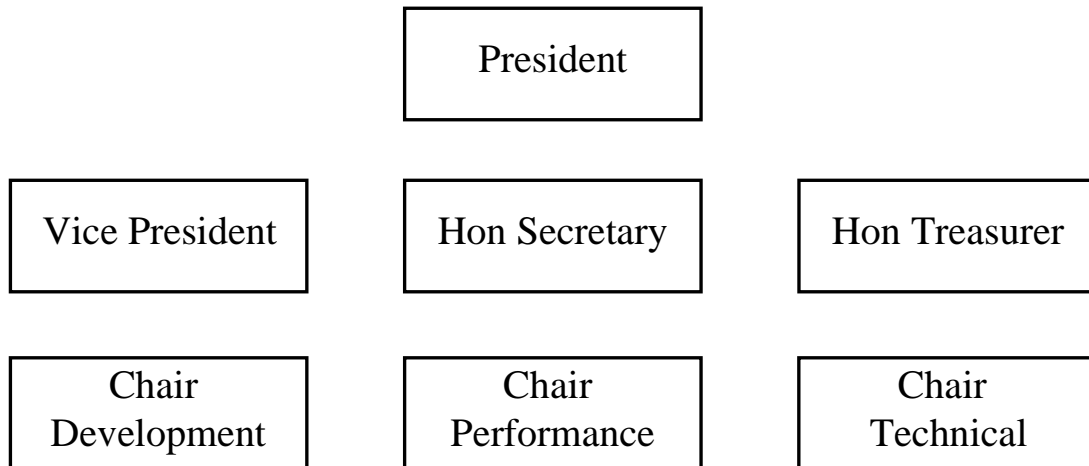 President
Vice President
Hon Secretary
Hon Treasurer
Chair
Development
Chair
Performance
Chair
Technical